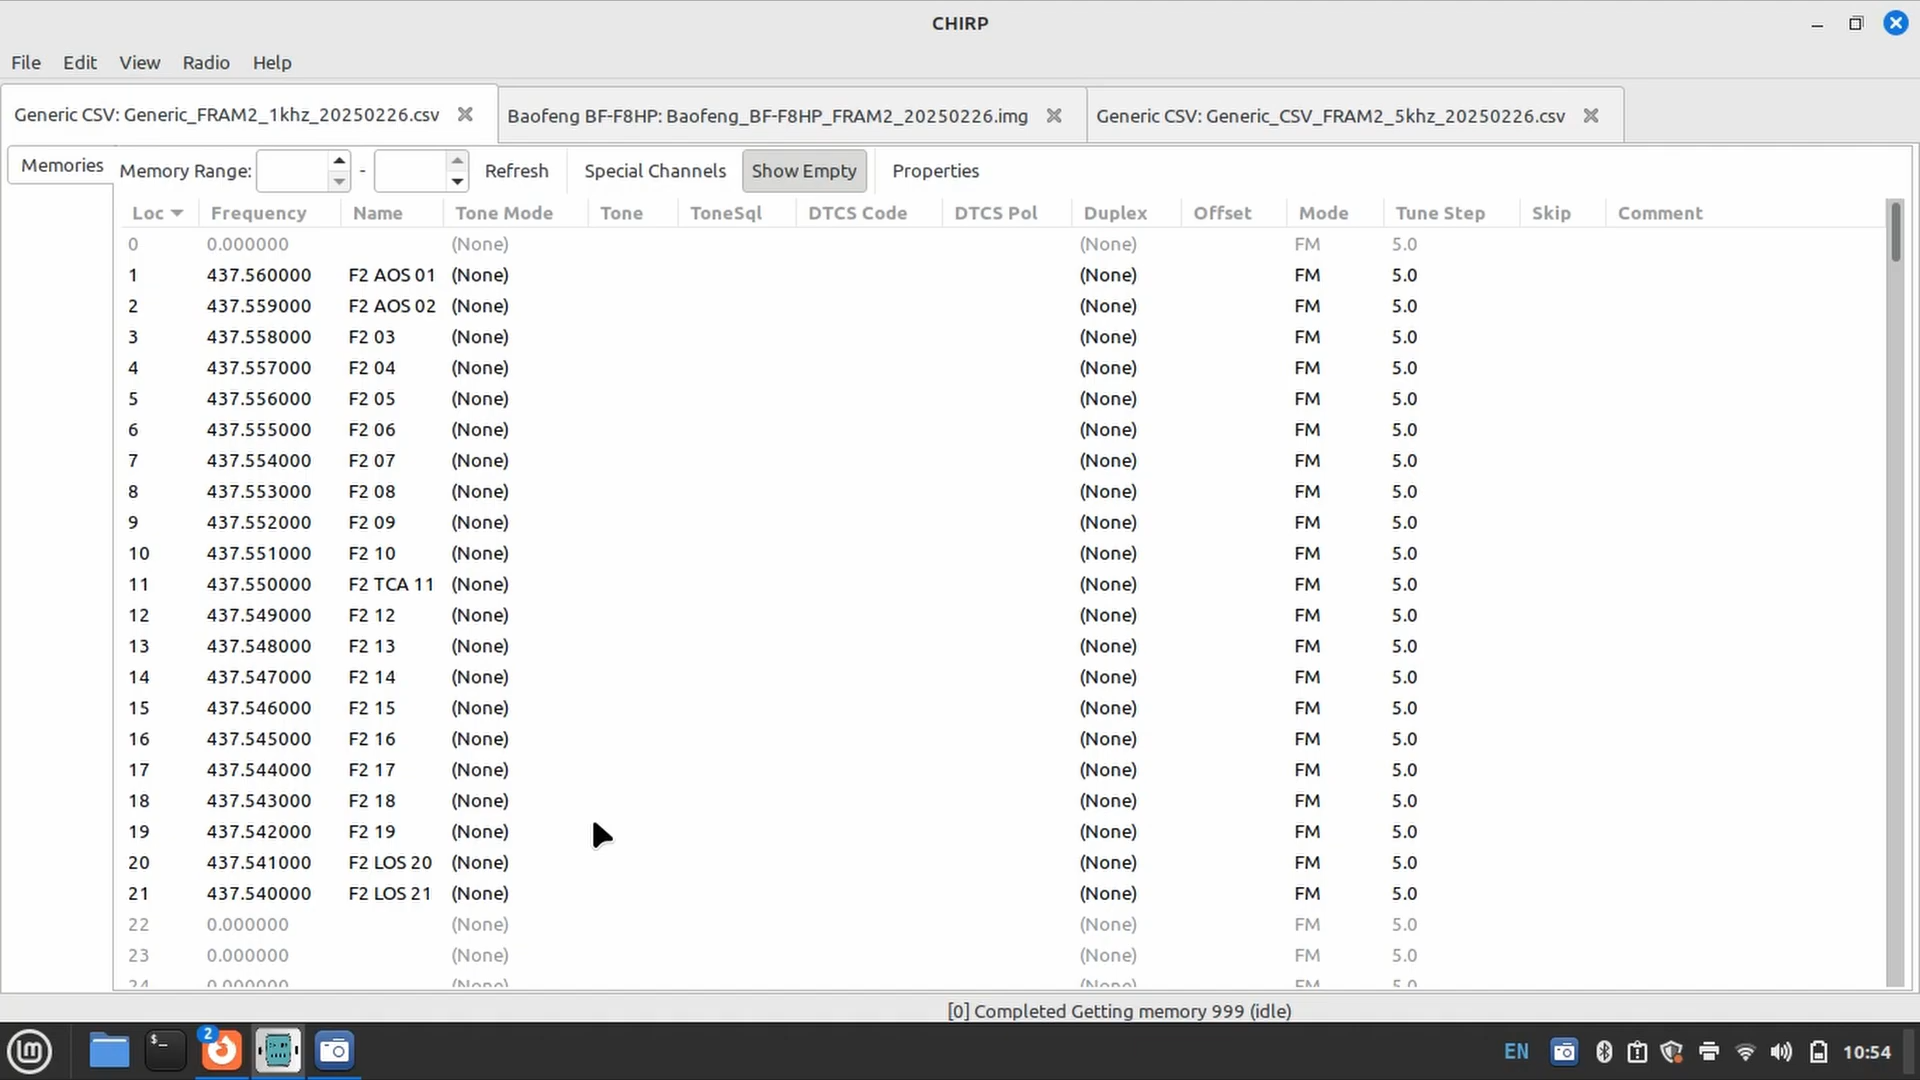 CHIRP
File Edit View Radio Help
Generic CSV: Generic_FRAM2_1khz_20250226.csv Baofeng BF-F8HP: Baofeng_BF-F8HP_FRAM2_20250226.img Generic CSV: Generic_CSV_FRAM2_5khz_20250226.csv
Memories Memory Range: - Refresh Special Channels Show Empty Properties
Loc Frequency Name Tone Mode Tone ToneSql DTCS Code DTCS Pol Duplex Offset Mode Tune Step Skip Comment
0 0.000000 (None) (None) FM 5.0
1 437.560000 F2 AOS 01 (None) (None) FM 5.0
2 437.559000 F2 AOS 02 (None) (None) FM 5.0
3 437.558000 F2 03 (None) (None) FM 5.0
4 437.557000 F2 04 (None) (None) FM 5.0
5 437.556000 F2 05 (None) (None) FM 5.0
6 437.555000 F2 06 (None) (None) FM 5.0
7 437.554000 F2 07 (None) (None) FM 5.0
8 437.553000 F2 08 (None) (None) FM 5.0
9 437.552000 F2 09 (None) (None) FM 5.0
10 437.551000 F2 10 (None) (None) FM 5.0
11 437.550000 F2 TCA 11 (None) (None) FM 5.0
12 437.549000 F2 12 (None) (None) FM 5.0
13 437.548000 F2 13 (None) (None) FM 5.0
14 437.547000 F2 14 (None) (None) FM 5.0
15 437.546000 F2 15 (None) (None) FM 5.0
16 437.545000 F2 16 (None) (None) FM 5.0
17 437.544000 F2 17 (None) (None) FM 5.0
18 437.543000 F2 18 (None) (None) FM 5.0
19 437.542000 F2 19 (None) (None) FM 5.0
20 437.541000 F2 LOS 20 (None) (None) FM 5.0
21 437.540000 F2 LOS 21 (None) (None) FM 5.0
22 0.000000 (None) (None) FM 5.0
23 0.000000 (None) (None) FM 5.0
24 0.000000 (None) (None) FM 5.0
[0] Completed Getting memory 999 (idle)
2 EN 10:54